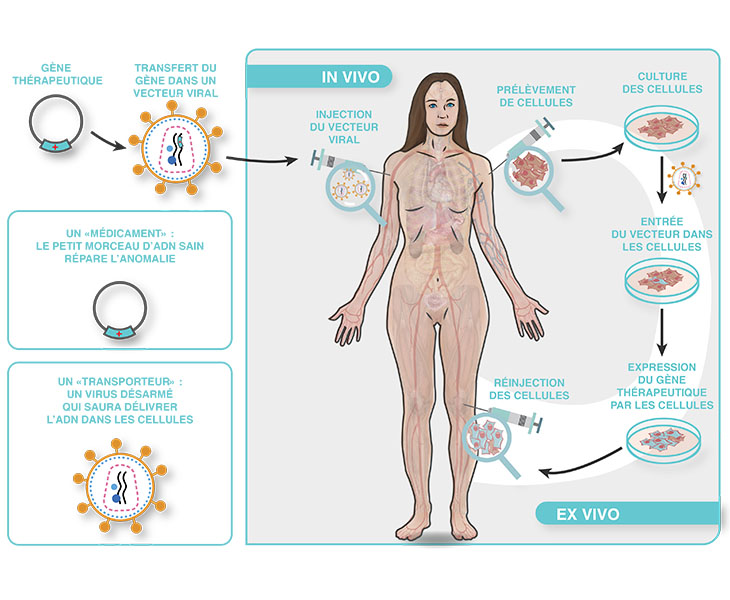 GÈNE
THÉRAPEUTIQUE
TRANSFERT DU
GÈNE DANS UN
VECTEUR VIRAL
UN «MÉDICAMENT» :
LE PETIT MORCEAU D'ADN SAIN
RÉPARE L'ANOMALIE
UN «TRANSPORTEUR» :
UN VIRUS DÉSARMÉ
QUI SAURA DÉLIVRER
L'ADN DANS LES CELLULES
IN VIVO
INJECTION
DU VECTEUR
VIRAL
PRÉLÈVEMENT
DE CELLULES
CULTURE
DES CELLULES
ENTRÉE
DU VECTEUR DANS
LES CELLULES
EXPRESSION
DU GÈNE
THÉRAPEUTIQUE
PAR LES CELLULES
RÉINJECTION
DES CELLULES
EX VIVO